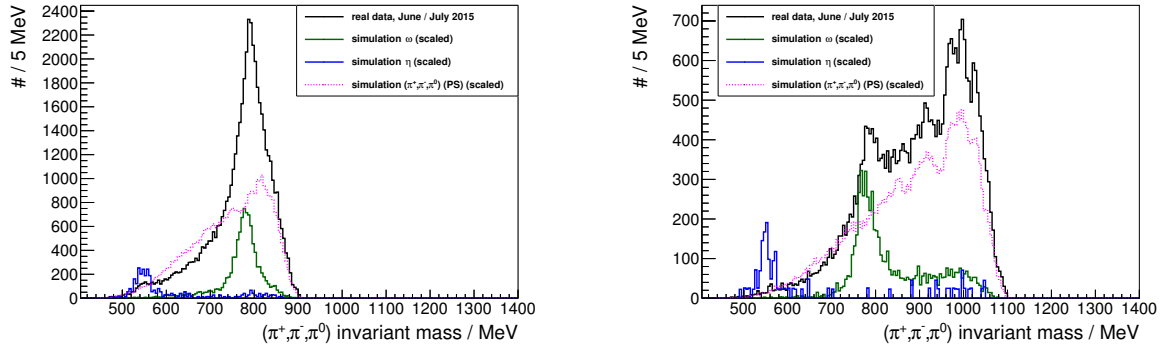 # / 5 MeV
2400
2200
2000
1800
1600
1400
1200
1000
800
600
400
200
0
real data, June / July 2015
simulation ω (scaled)
simulation η (scaled)
simulation (π⁺,π⁻,π⁰) (PS) (scaled)
500 600 700 800 900 1000 1100 1200 1300 1400
(π⁺,π⁻,π⁰) invariant mass / MeV
# / 5 MeV
700
600
500
400
300
200
100
0
real data, June / July 2015
simulation ω (scaled)
simulation η (scaled)
simulation (π⁺,π⁻,π⁰) (PS) (scaled)
500 600 700 800 900 1000 1100 1200 1300 1400
(π⁺,π⁻,π⁰) invariant mass / MeV